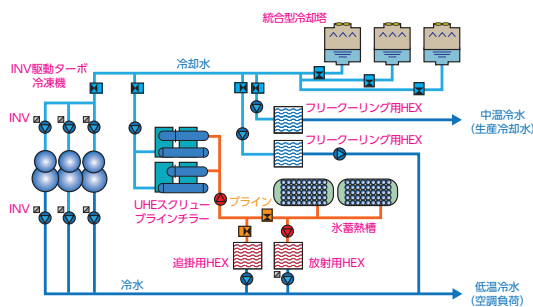 統合型冷却塔
冷却水
INV駆動ターボ
冷凍機
フリークーリング用HEX
中温冷水
（生産冷却水）
INV
フリークーリング用HEX
ブライン
UHEスクリュー
ブラインチラー
INV
氷蓄熱槽
追掛用HEX
放射用HEX
冷水
低温冷水
（空調負荷）